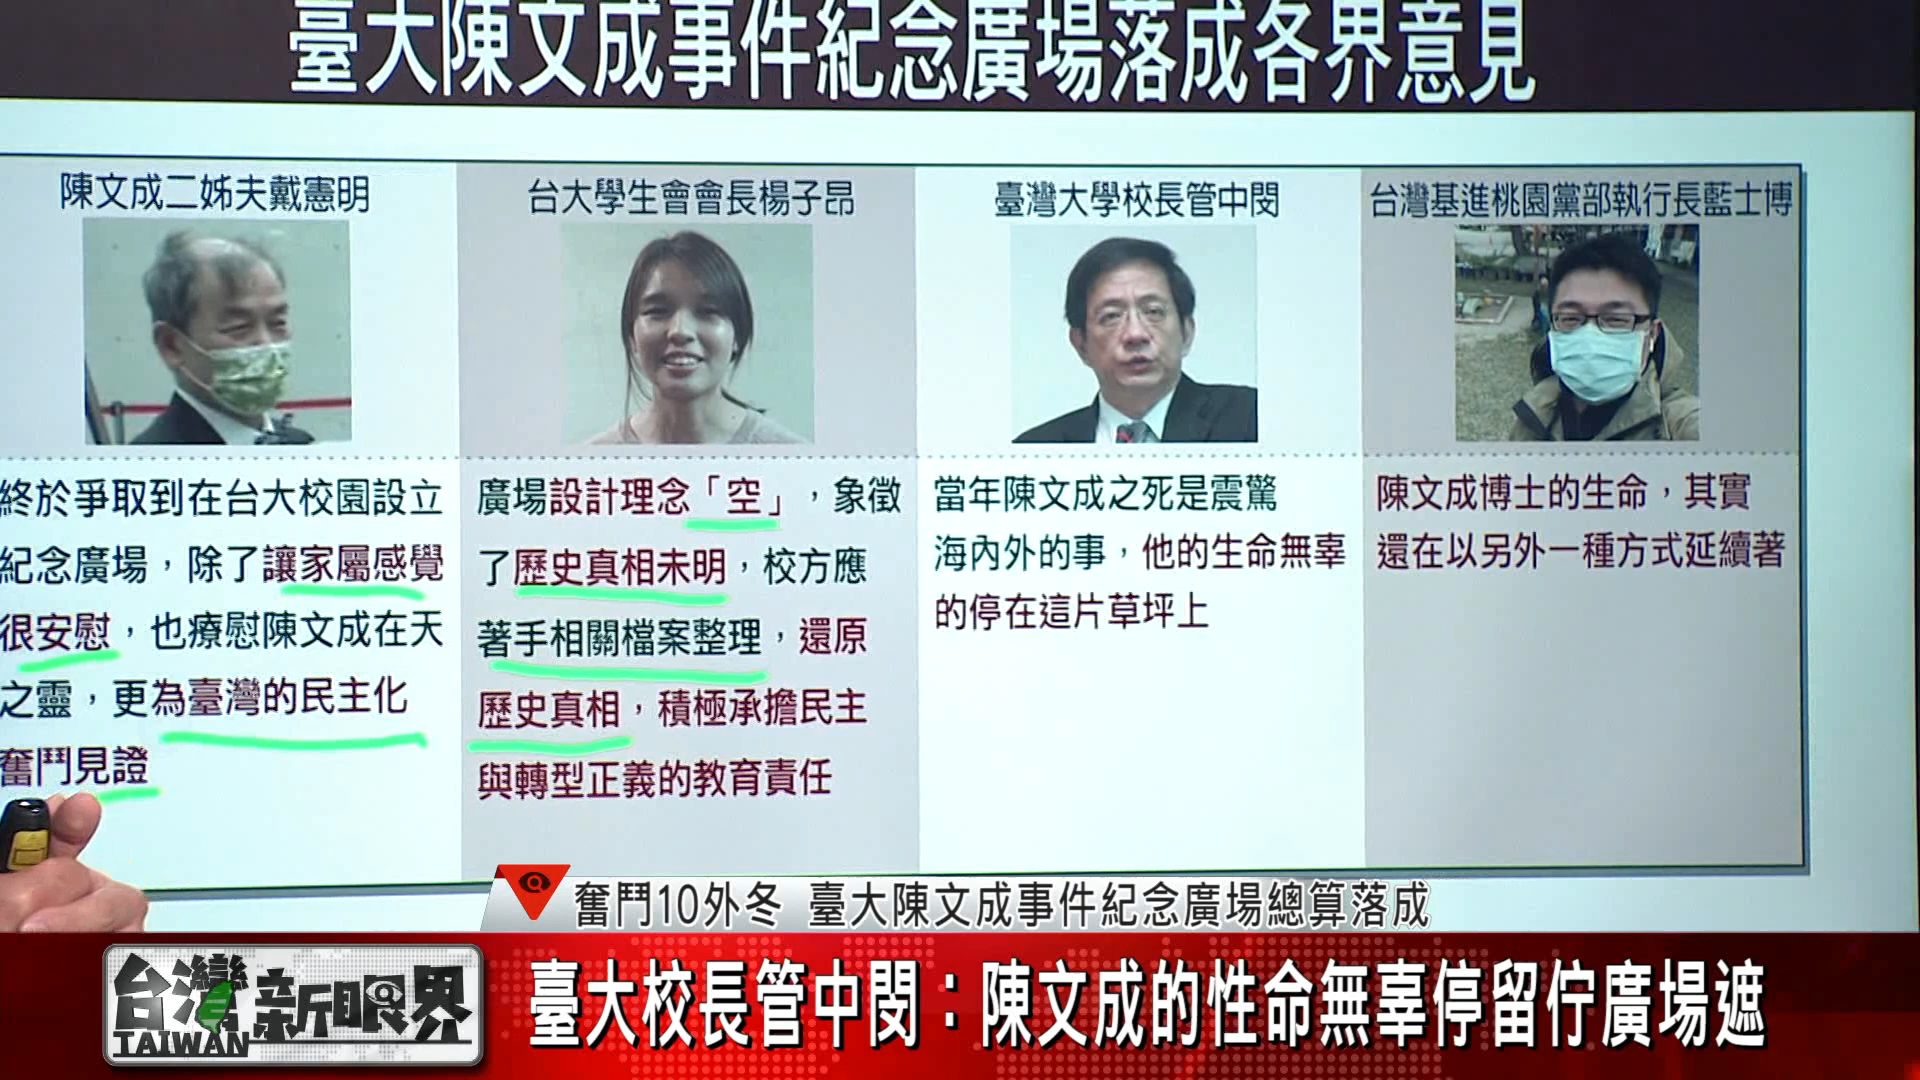 臺大陳文成事件紀念廣場落成各界意見
陳文成二姊夫戴憲明
終於爭取到在台大校園設立
紀念廣場，除了讓家屬感覺
很安慰，也療慰陳文成在天
之靈，更為臺灣的民主化
奮鬥見證
台大學生會會長楊子昂
廣場設計理念「空」，象徵
了歷史真相未明，校方應
著手相關檔案整理，還原
歷史真相，積極承擔民主
與轉型正義的教育責任
臺灣大學校長管中閔
當年陳文成之死是震驚
海內外的事，他的生命無辜
的停在這片草坪上
台灣基進桃園黨部執行長藍士博
陳文成博士的生命，其實
還在以另外一種方式延續著
奮鬥10外冬 臺大陳文成事件紀念廣場總算落成
台灣新眼界
TAIWAN
臺大校長管中閔：陳文成的性命無辜停留佇廣場遮